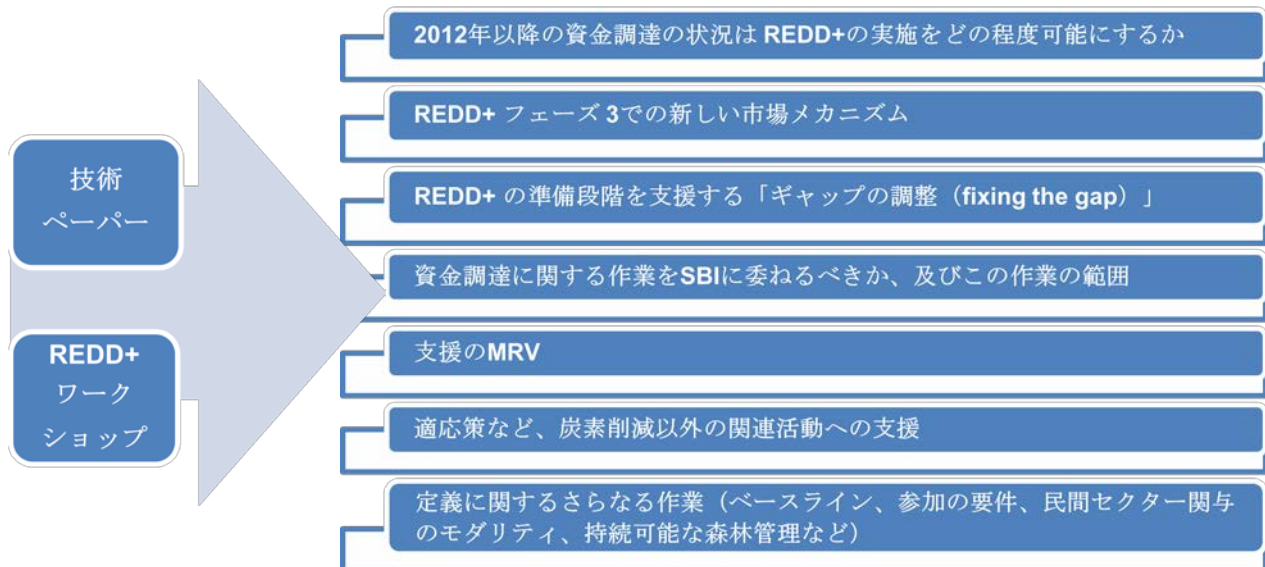 技術
ペーパー
REDD+
ワーク
ショップ
2012年以降の資金調達の状況は REDD+の実施をどの程度可能にするか
REDD+ フェーズ 3での新しい市場メカニズム
REDD+ の準備段階を支援する「ギャップの調整（fixing the gap）」
資金調達に関する作業をSBIに委ねるべきか、及びこの作業の範囲
支援のMRV
適応策など、炭素削減以外の関連活動への支援
定義に関するさらなる作業（ベースライン、参加の要件、民間セクター関与
のモダリティ、持続可能な森林管理など）